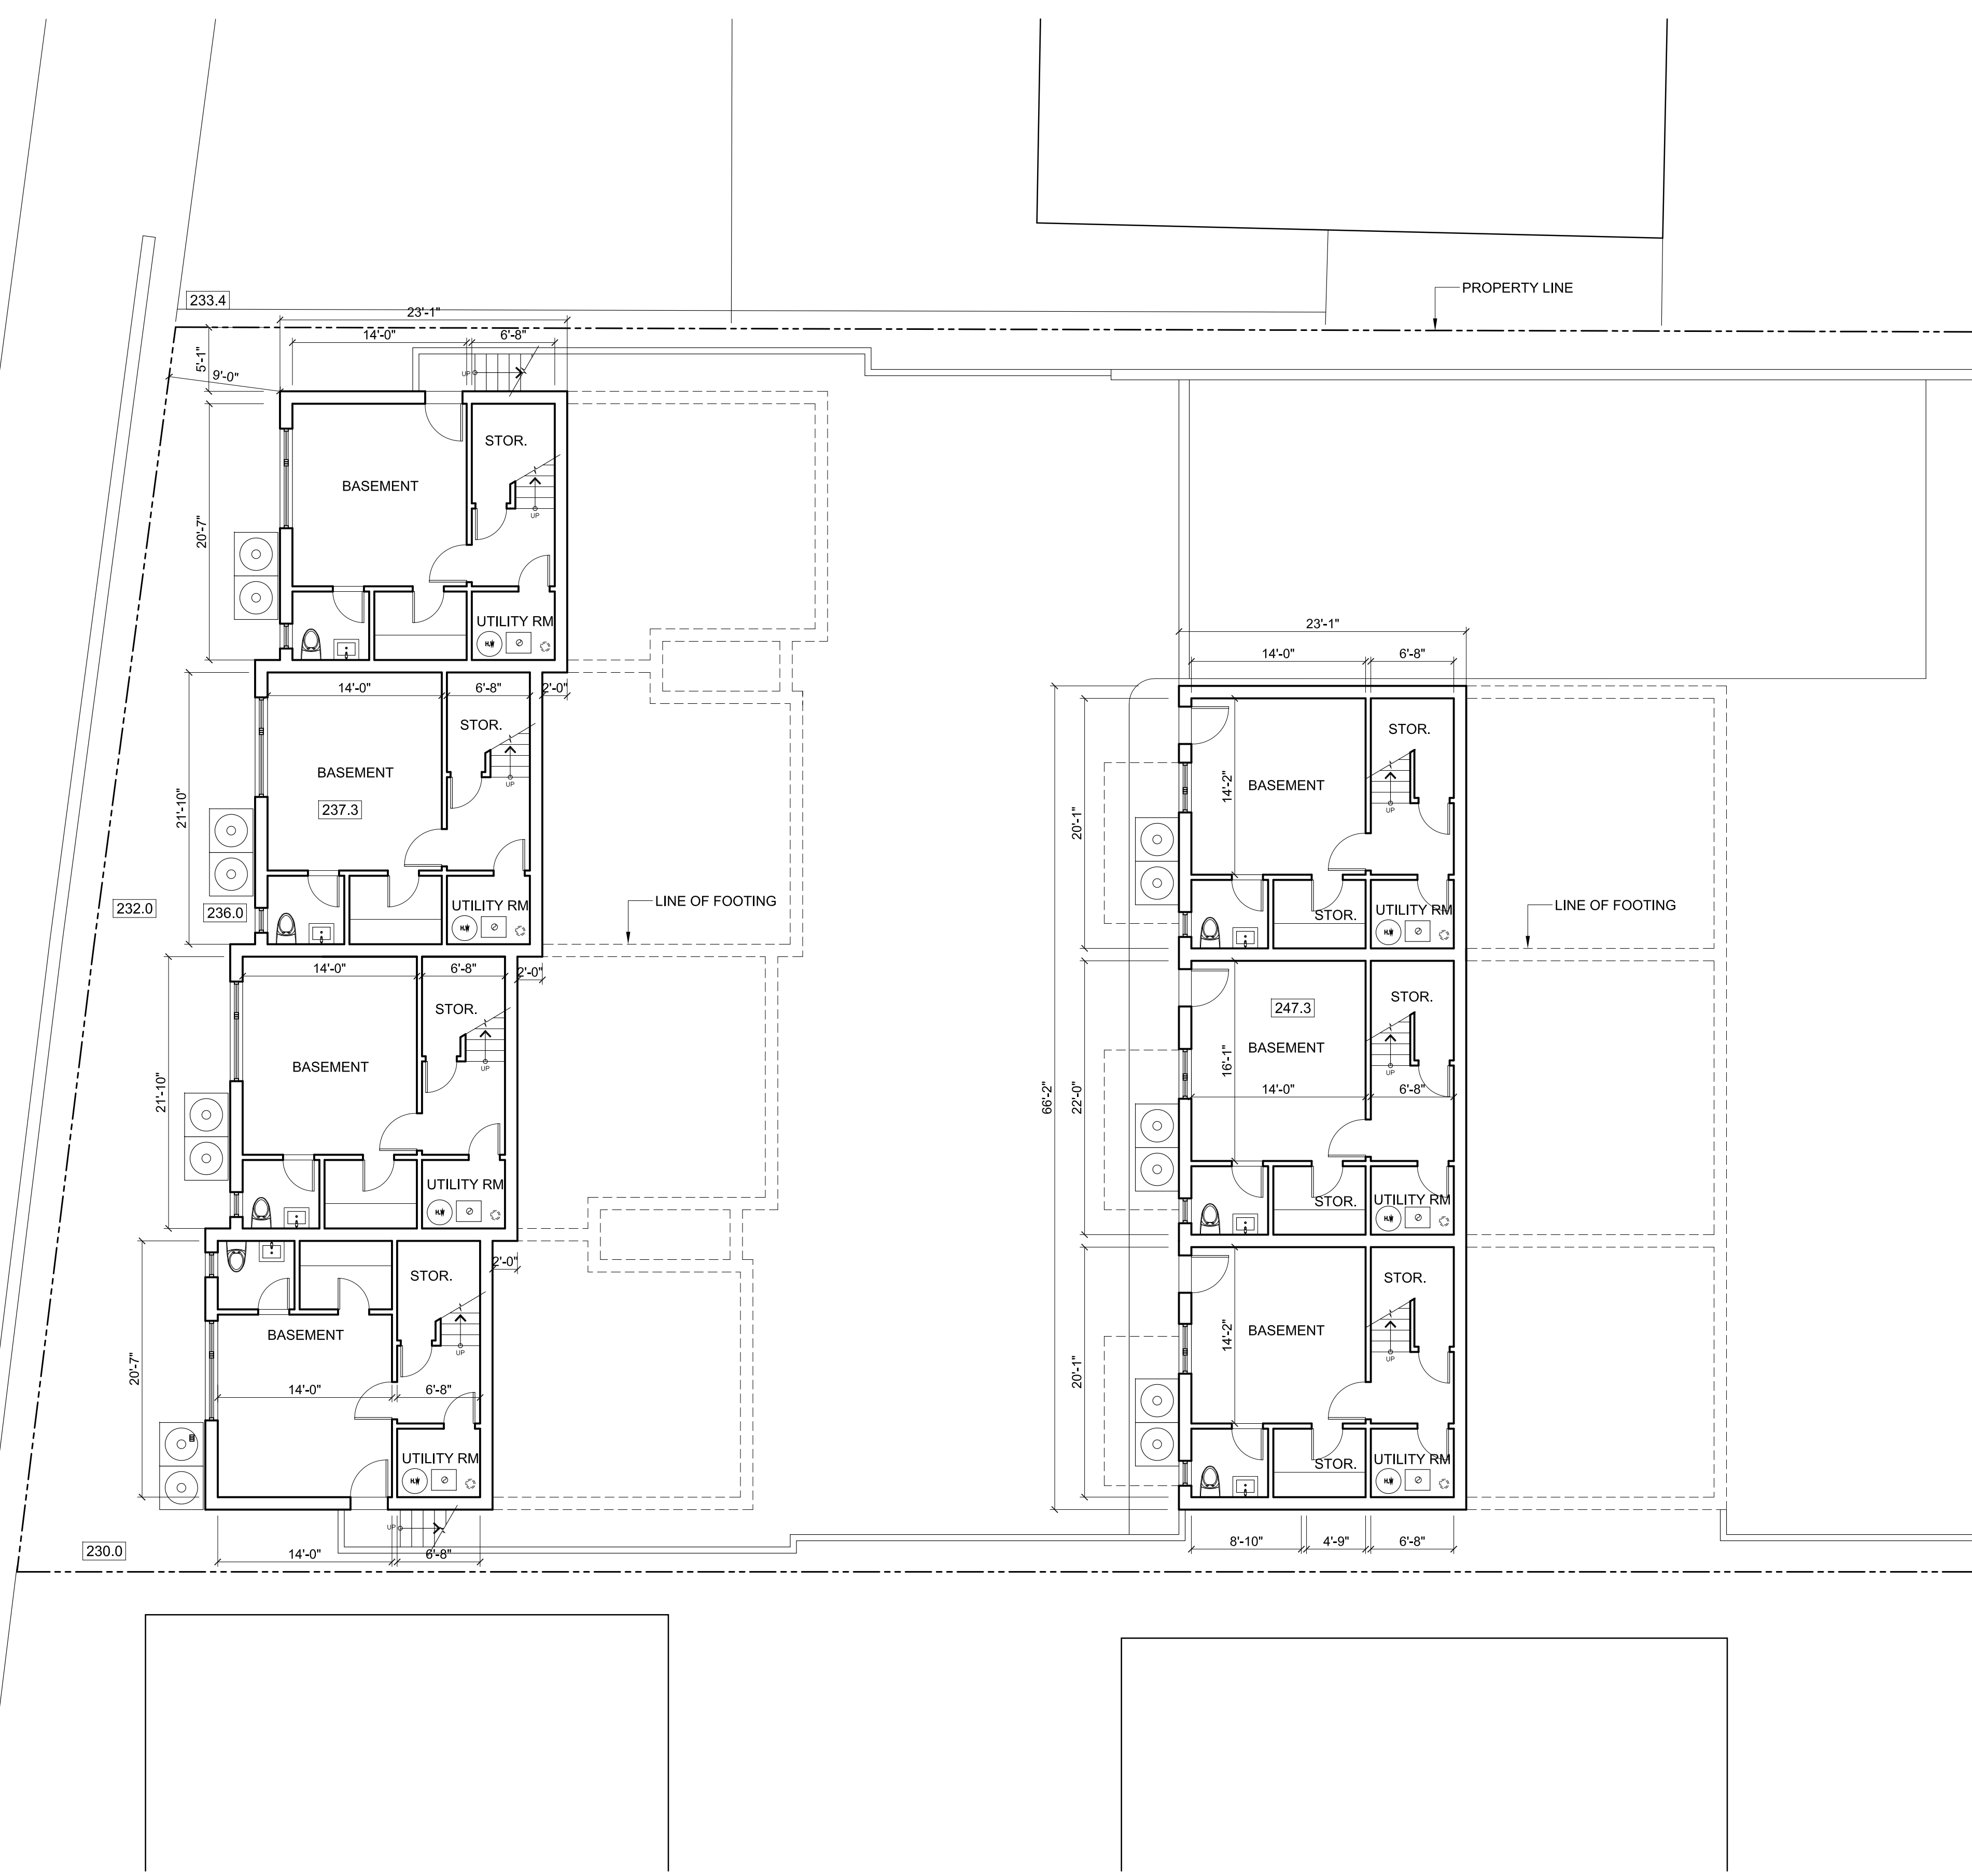 PROPERTY LINE
233.4
23'-1"
14'-0"
6'-8"
5'-1"
9'-0"
UP
STOR.
BASEMENT
20'-7"
UP
UTILITY RM
H.W
14'-0"
6'-8"
2'-0"
STOR.
BASEMENT
237.3
UP
21'-10"
232.0
236.0
UTILITY RM
H.W
LINE OF FOOTING
14'-0"
6'-8"
2'-0"
STOR.
BASEMENT
UP
21'-10"
UTILITY RM
H.W
2'-0"
STOR.
BASEMENT
UP
20'-7"
14'-0"
6'-8"
UTILITY RM
H.W
UP
230.0
14'-0"
6'-8"
23'-1"
14'-0"
6'-8"
STOR.
BASEMENT
14'-2"
20'-1"
UP
STOR.
UTILITY RM
H.W
LINE OF FOOTING
247.3
STOR.
BASEMENT
16'-1"
UP
66'-2"
22'-0"
14'-0"
6'-8"
STOR.
UTILITY RM
H.W
STOR.
BASEMENT
14'-2"
UP
20'-1"
STOR.
UTILITY RM
H.W
8'-10"
4'-9"
6'-8"